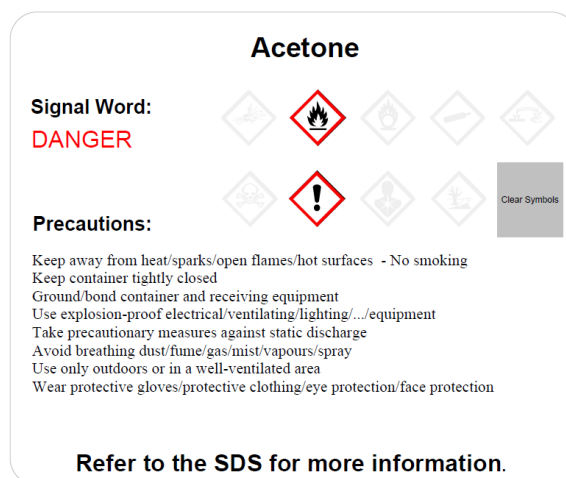 Acetone
Signal Word:
DANGER
Clear Symbols
Precautions:
Keep away from heat/sparks/open flames/hot surfaces - No smoking
Keep container tightly closed
Ground/bond container and receiving equipment
Use explosion-proof electrical/ventilating/lighting/.../equipment
Take precautionary measures against static discharge
Avoid breathing dust/fume/gas/mist/vapours/spray
Use only outdoors or in a well-ventilated area
Wear protective gloves/protective clothing/eye protection/face protection
Refer to the SDS for more information.